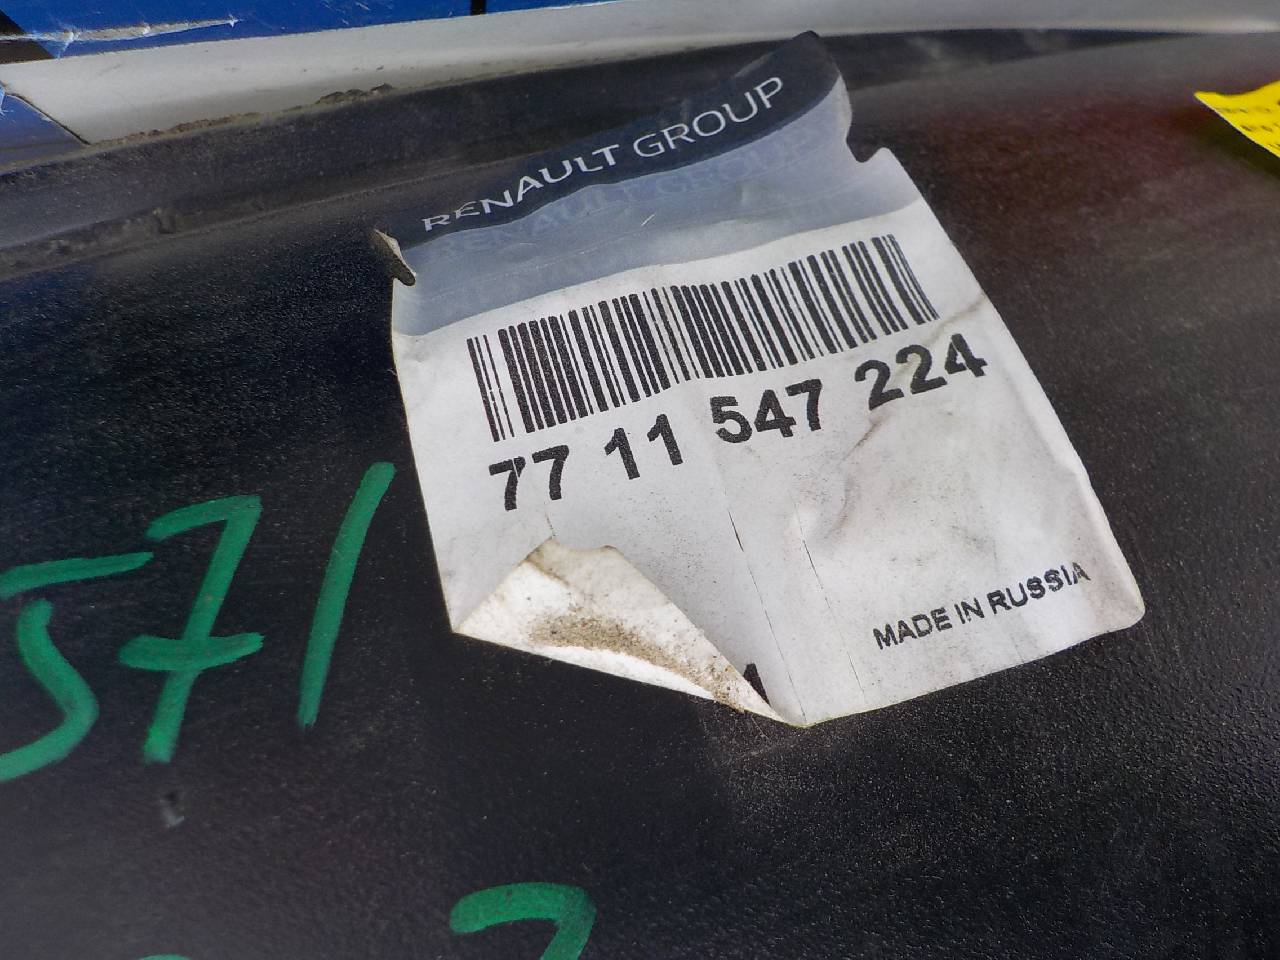 RENAULT GROUP
77 11 547 224
MADE IN RUSSIA
571